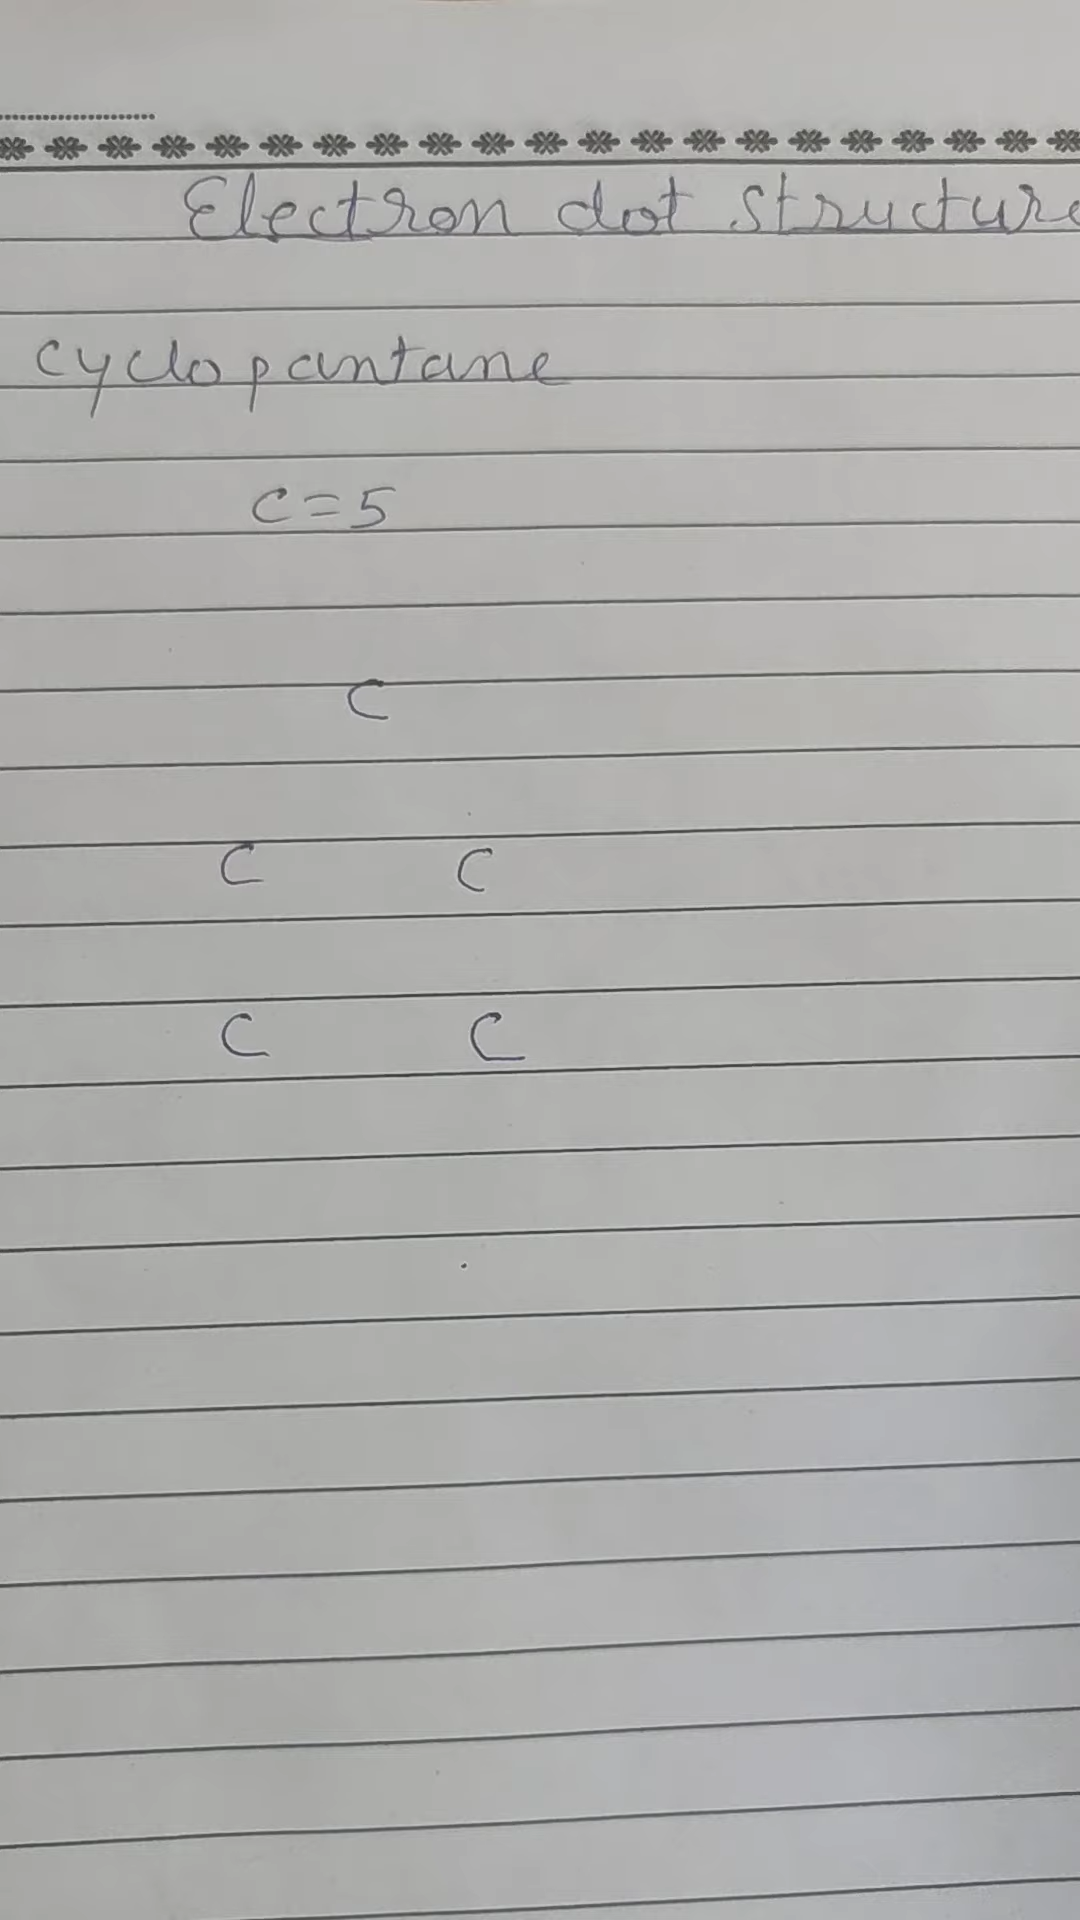 Electron dot structure
cyclopantane
C = 5
C
C C
C C